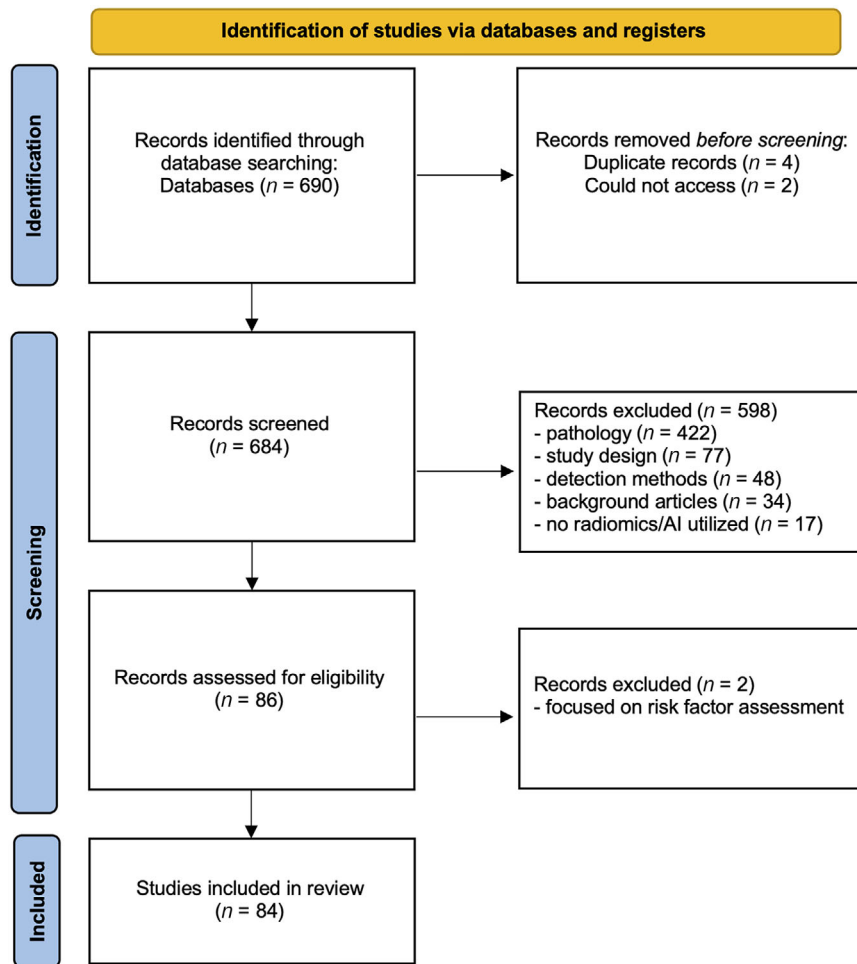 Identification of studies via databases and registers
Identification
Records identified through
database searching:
Databases (n = 690)
Records removed before screening:
Duplicate records (n = 4)
Could not access (n = 2)
Screening
Records screened
(n = 684)
Records excluded (n = 598)
- pathology (n = 422)
- study design (n = 77)
- detection methods (n = 48)
- background articles (n = 34)
- no radiomics/AI utilized (n = 17)
Records assessed for eligibility
(n = 86)
Records excluded (n = 2)
- focused on risk factor assessment
Included
Studies included in review
(n = 84)